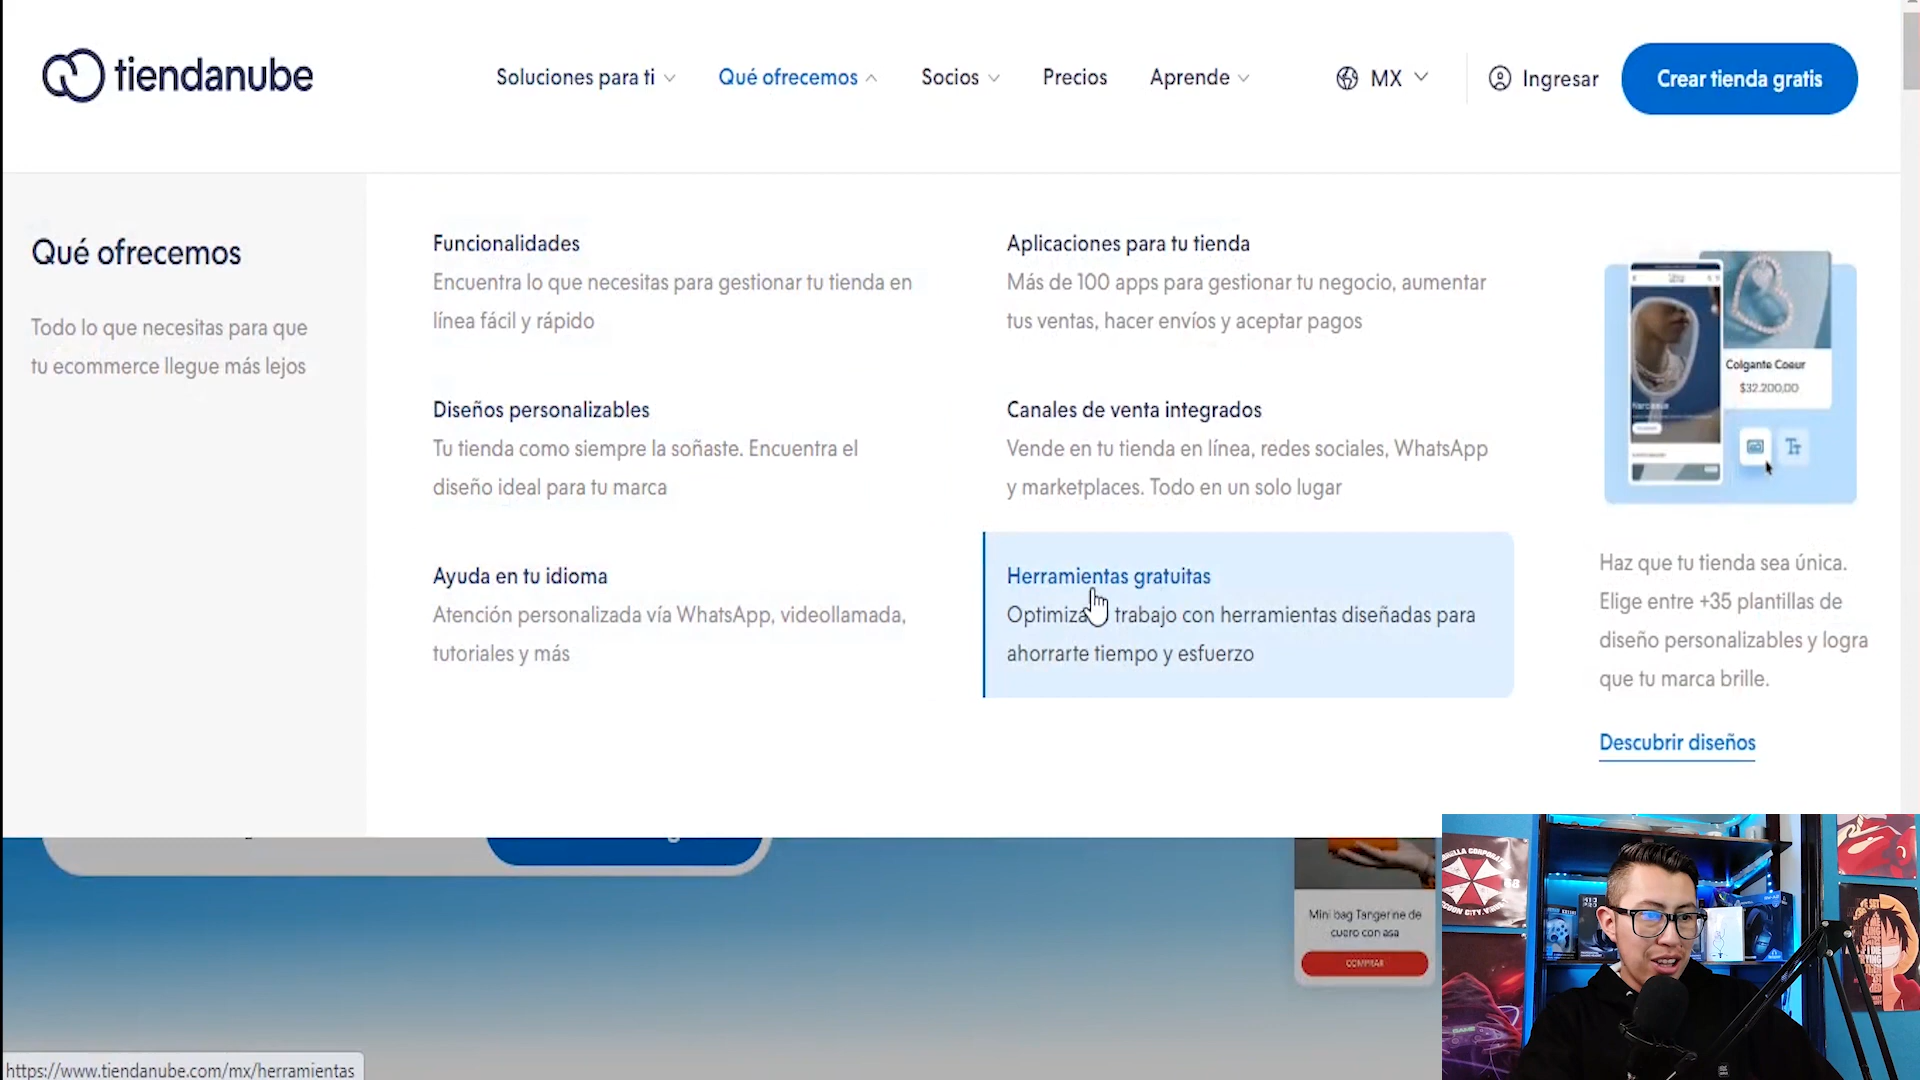 tiendanube
Soluciones para ti
Qué ofrecemos
Socios
Precios
Aprende
MX
Ingresar
Crear tienda gratis
Qué ofrecemos
Todo lo que necesitas para que
tu ecommerce llegue más lejos
Funcionalidades
Encuentra lo que necesitas para gestionar tu tienda en
línea fácil y rápido
Diseños personalizables
Tu tienda como siempre la soñaste. Encuentra el
diseño ideal para tu marca
Ayuda en tu idioma
Atención personalizada vía WhatsApp, videollamada,
tutoriales y más
Aplicaciones para tu tienda
Más de 100 apps para gestionar tu negocio, aumentar
tus ventas, hacer envíos y aceptar pagos
Canales de venta integrados
Vende en tu tienda en línea, redes sociales, WhatsApp
y marketplaces. Todo en un solo lugar
Herramientas gratuitas
Optimiza trabajo con herramientas diseñadas para
ahorrarte tiempo y esfuerzo
Colgante Coeur
$32.200,00
Tt
Haz que tu tienda sea única.
Elige entre +35 plantillas de
diseño personalizables y logra
que tu marca brille.
Descubrir diseños
Mini bag Tangerine de
cuero con asa
COMPRAR
https://www.tiendanube.com/mx/herramientas